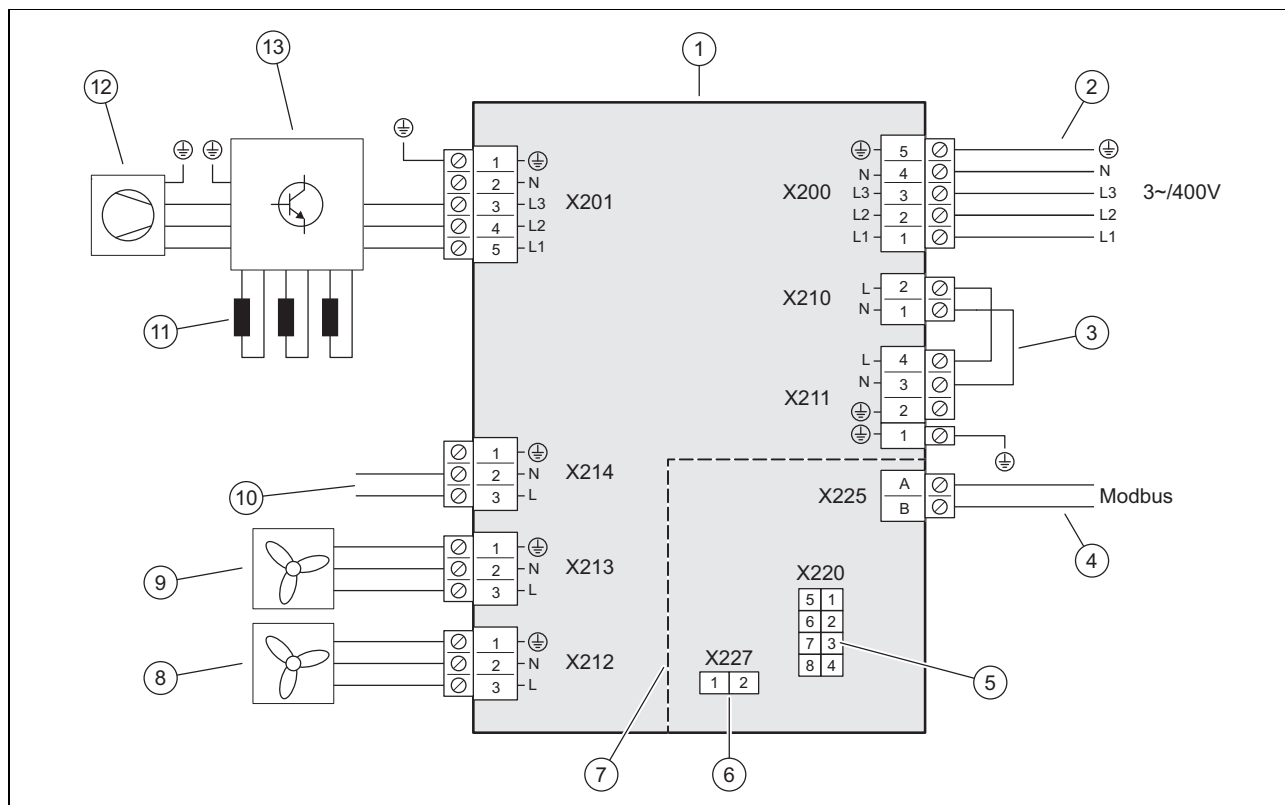 13
1
12
2
1
2 N
3 L3
4 L2
5 L1
X201
X200
5
N 4 N
L3 3 L3
L2 2 L2
L1 1 L1
3~/400V
X210
L 2
N 1
11
3
X211
L 4
N 3
2
1
X214
1
2 N
3 L
10
X225
A
B
Modbus
4
X213
1
2 N
3 L
9
X220
5 1
6 2
7 3
8 4
5
X212
1
2 N
3 L
8
X227
1 2
7
6